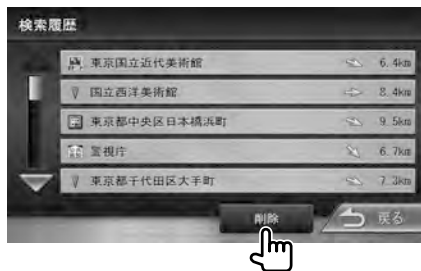 検索履歴
東京国立近代美術館 6.4km
国立西洋美術館 8.4km
東京都中央区日本橋浜町 9.5km
警視庁 6.7km
東京都千代田区大手町 7.3km
削除 戻る